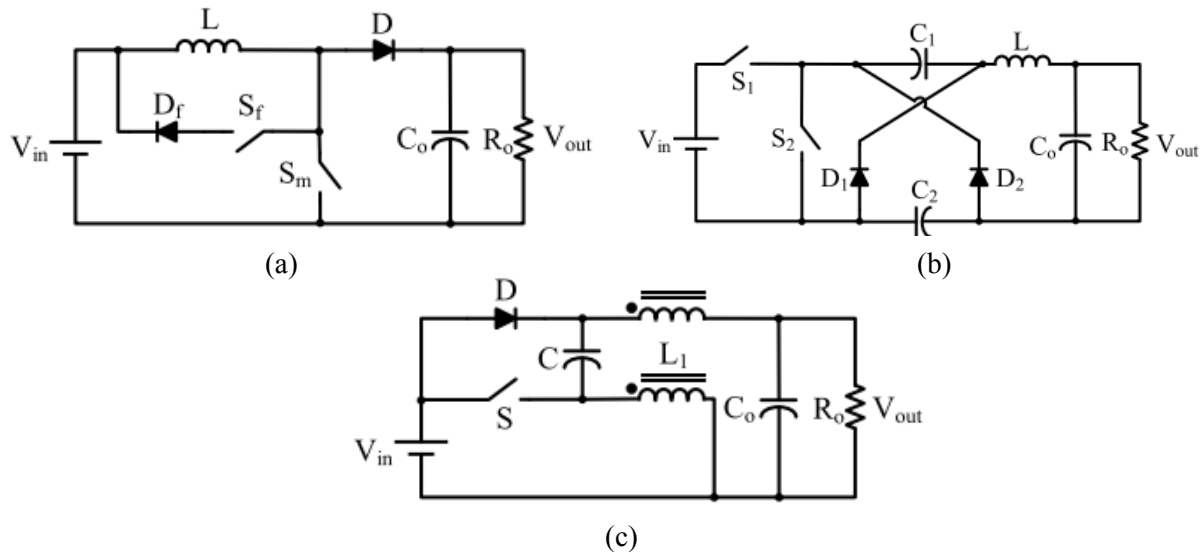 L
D
D_f
S_f
V_in
S_m
C_o
R_o
V_out
(a)
C_1
L
S_1
V_in
S_2
D_1
C_2
D_2
C_o
R_o
V_out
(b)
D
C
L_1
S
C_o
R_o
V_out
V_in
(c)